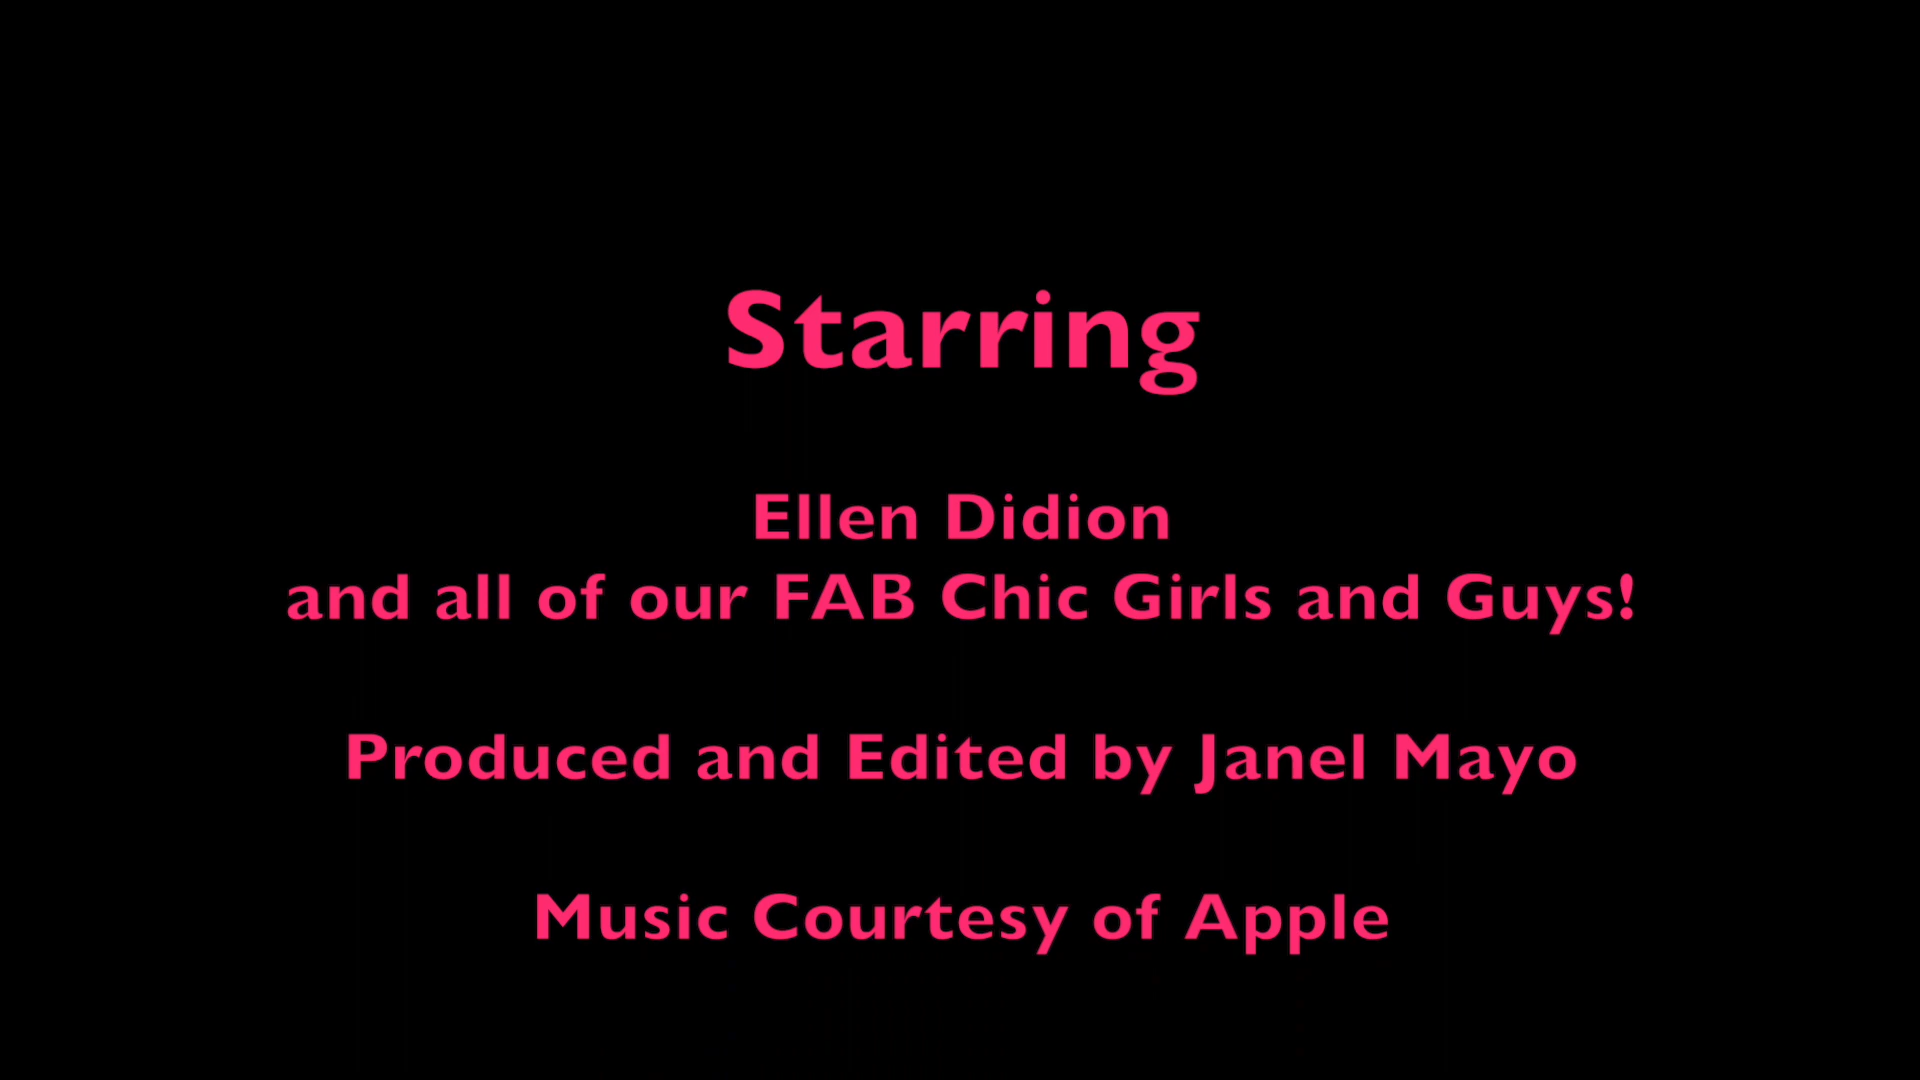 Starring
Ellen Didion
and all of our FAB Chic Girls and Guys!
Produced and Edited by Janel Mayo
Music Courtesy of Apple